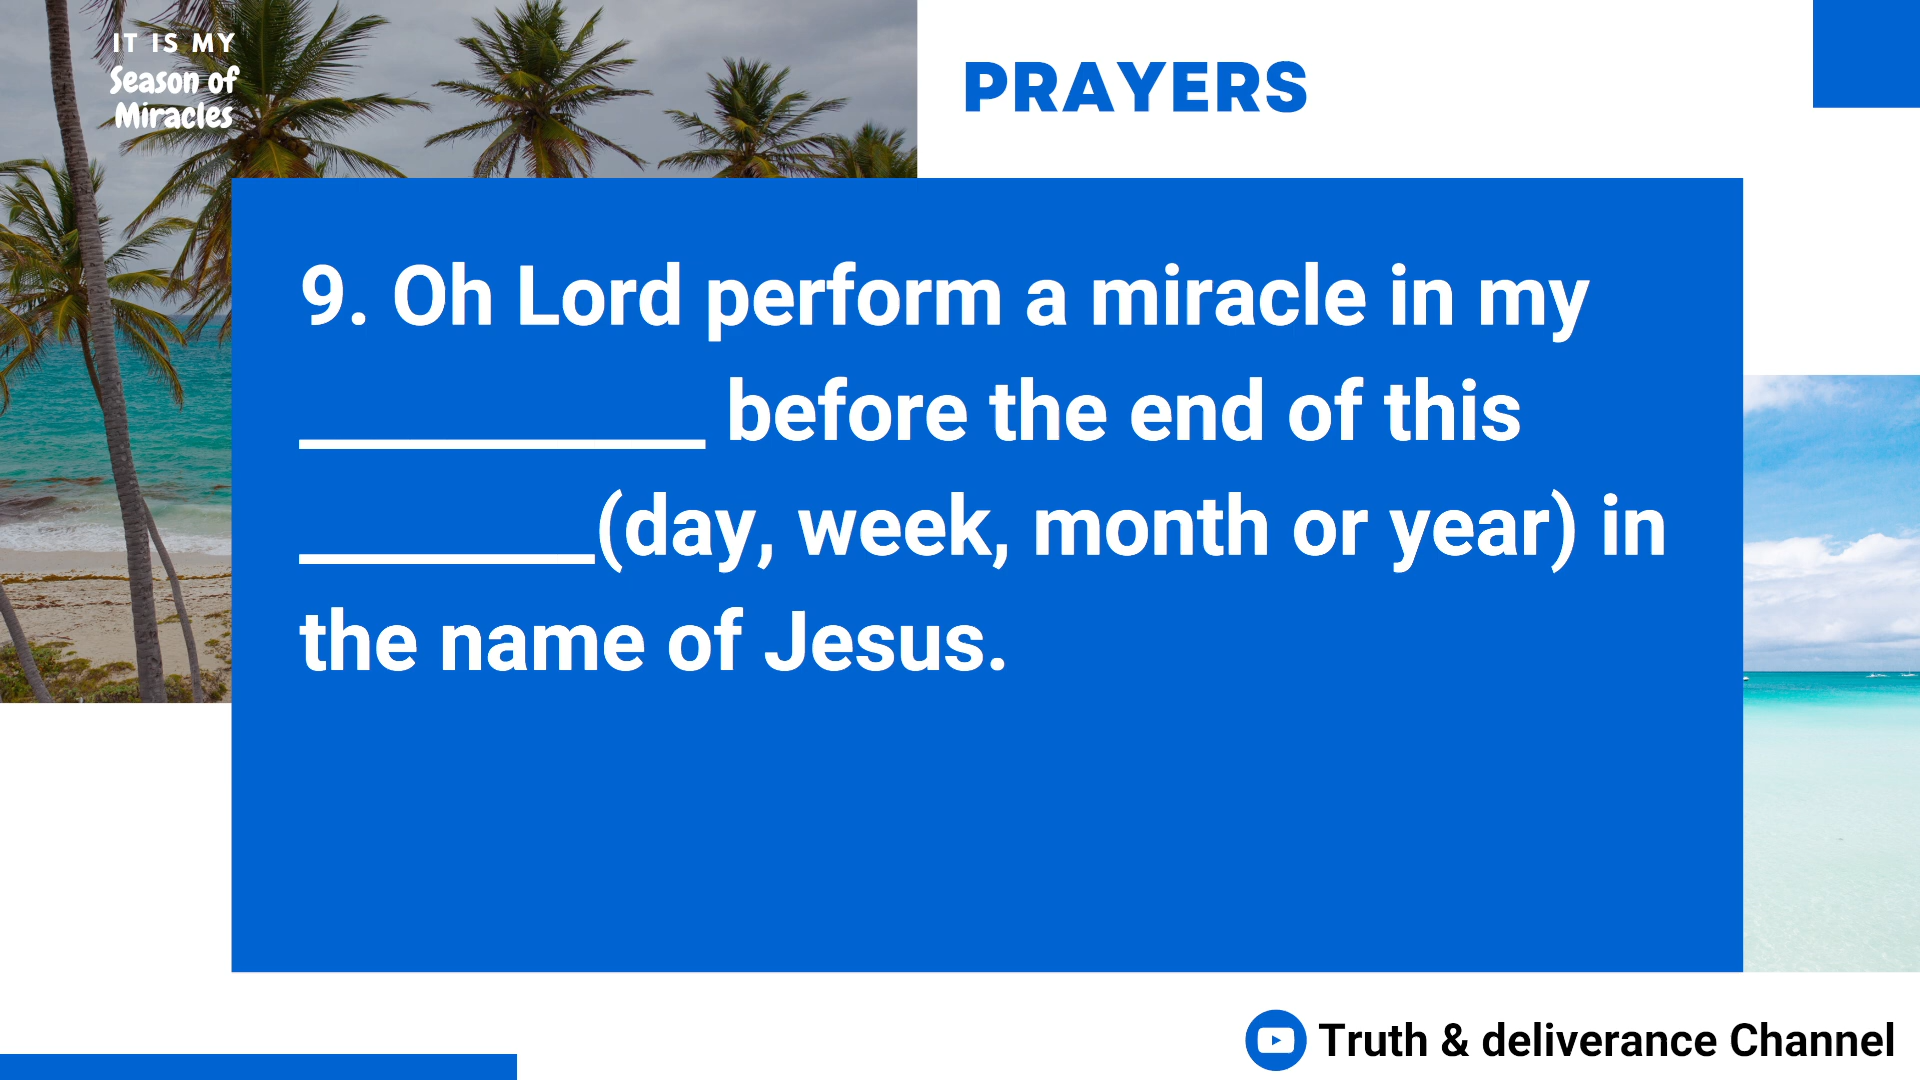 IT IS MY
Season of
Miracles
PRAYERS
9. Oh Lord perform a miracle in my
___________ before the end of this
________(day, week, month or year) in
the name of Jesus.
Truth & deliverance Channel